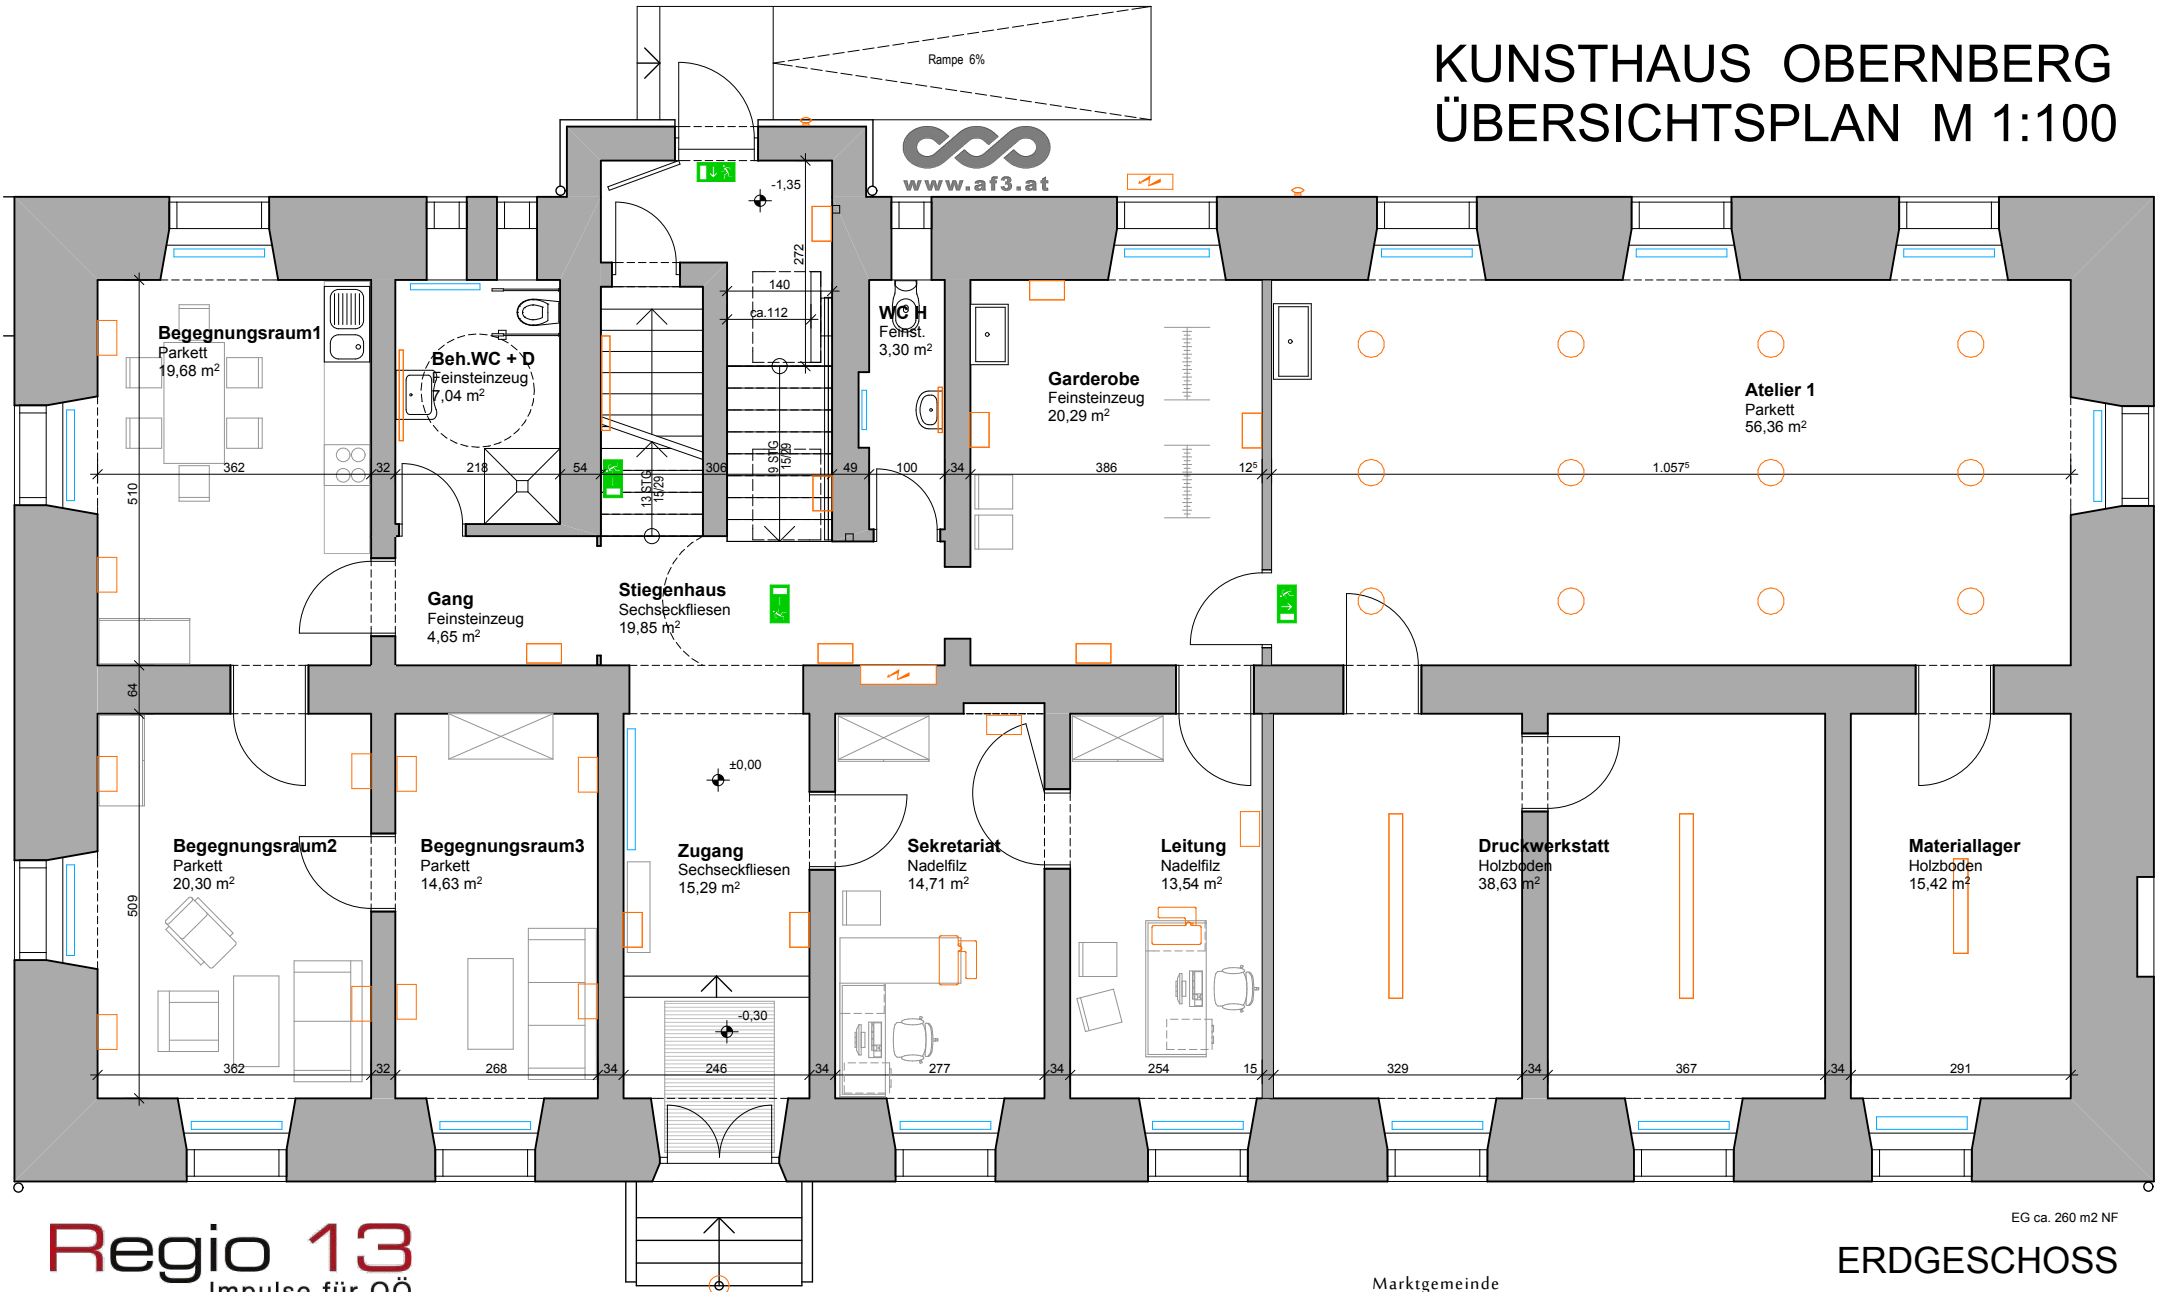 KUNSTHAUS OBERNBERG
ÜBERSICHTSPLAN M 1:100
Rampe 6%
www.af3.at
-1,35
272
140
ca.112
Begegnungsraum1
Parkett
19,68 m²
Beh.WC + D
Feinsteinzeug
7,04 m²
WC H
Feinst.
3,30 m²
Garderobe
Feinsteinzeug
20,29 m²
Atelier 1
Parkett
56,36 m²
362
32
218
54
306
49
100
34
386
12⁵
1.057⁵
13 STG
15/29
9 STG
15/29
510
Gang
Feinsteinzeug
4,65 m²
Stiegenhaus
Sechseckfliesen
19,85 m²
64
±0,00
Begegnungsraum2
Parkett
20,30 m²
Begegnungsraum3
Parkett
14,63 m²
Zugang
Sechseckfliesen
15,29 m²
Sekretariat
Nadelfilz
14,71 m²
Leitung
Nadelfilz
13,54 m²
Druckwerkstatt
Holzboden
38,63 m²
Materiallager
Holzboden
15,42 m²
509
-0,30
362
32
268
34
246
34
277
34
254
15
329
34
367
34
291
EG ca. 260 m2 NF
ERDGESCHOSS
Regio 13
Impulse für OÖ
Marktgemeinde